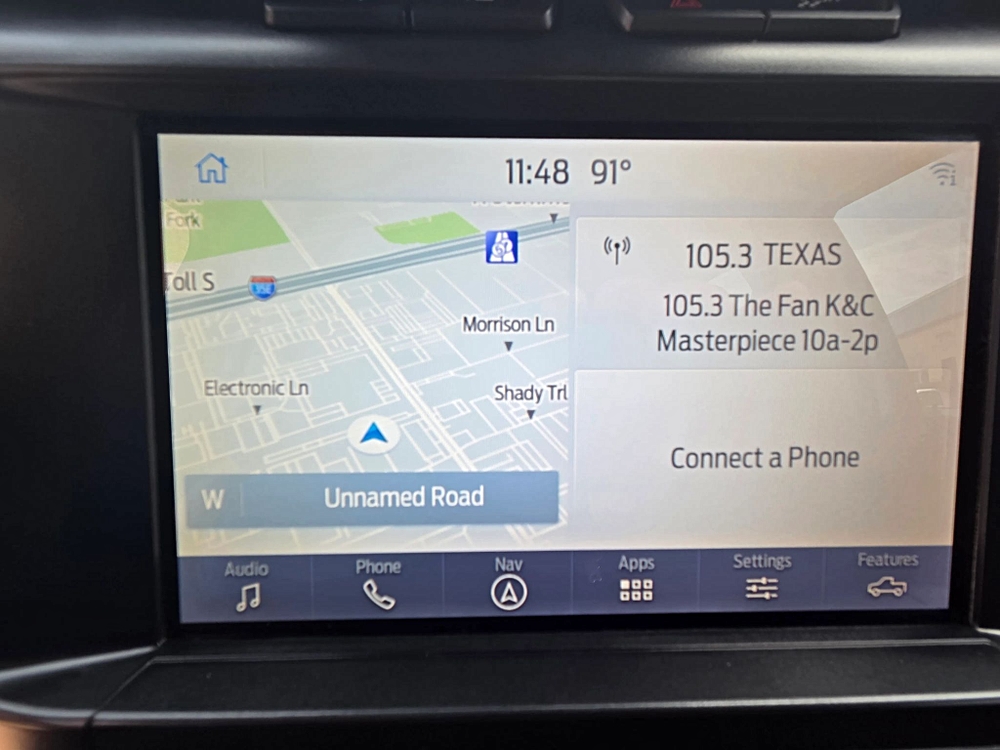 11:48 91°
Fork
Toll S
35E
105.3 TEXAS
105.3 The Fan K&C
Masterpiece 10a-2p
Morrison Ln
Electronic Ln
Shady Trl
Connect a Phone
W Unnamed Road
Audio Phone Nav Apps Settings Features